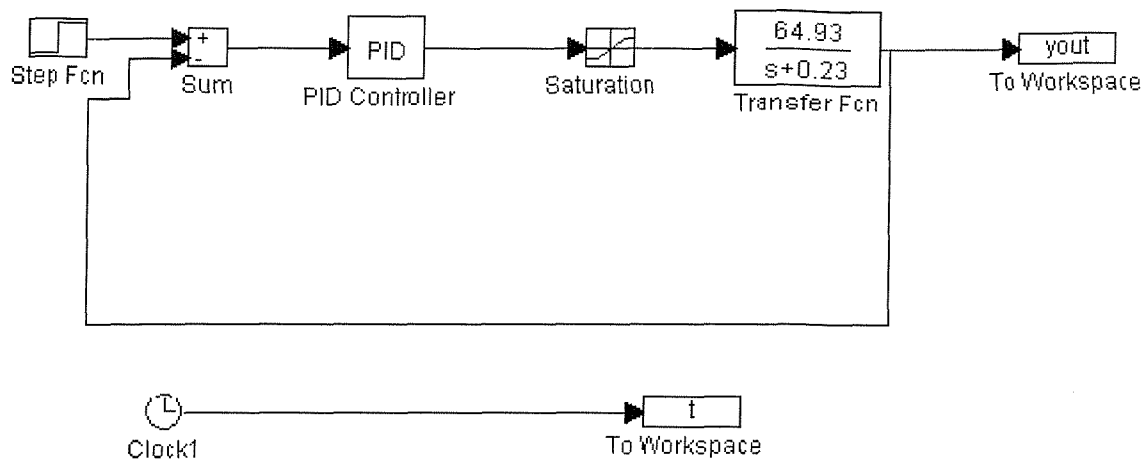 Step Fcn
+
-
Sum
PID
PID Controller
Saturation
64.93
s+0.23
Transfer Fcn
yout
To Workspace
Clock1
t
To Workspace